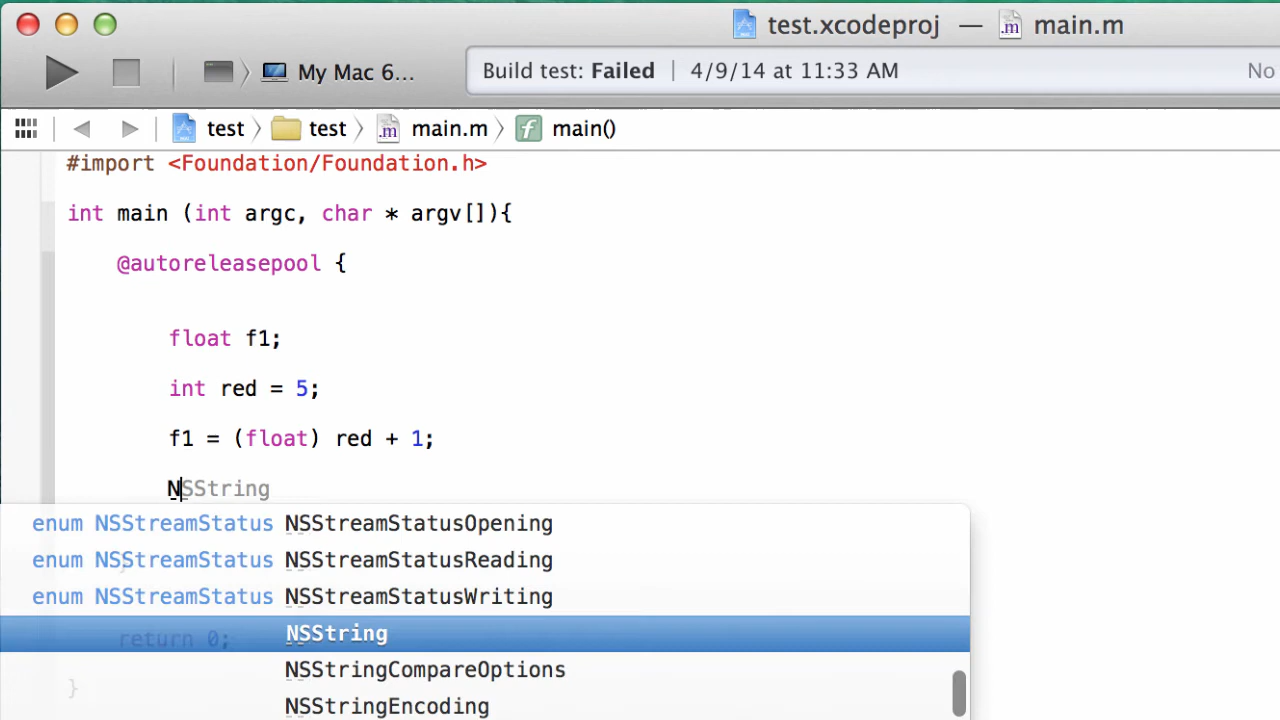 test.xcodeproj — main.m
My Mac 6... Build test: Failed | 4/9/14 at 11:33 AM No
test test main.m main()
#import <Foundation/Foundation.h>
int main (int argc, char * argv[]){
@autoreleasepool {
float f1;
int red = 5;
f1 = (float) red + 1;
NSString
enum NSStreamStatus NSStreamStatusOpening
enum NSStreamStatus NSStreamStatusReading
enum NSStreamStatus NSStreamStatusWriting
return 0; NSString
NSStringCompareOptions
} NSStringEncoding